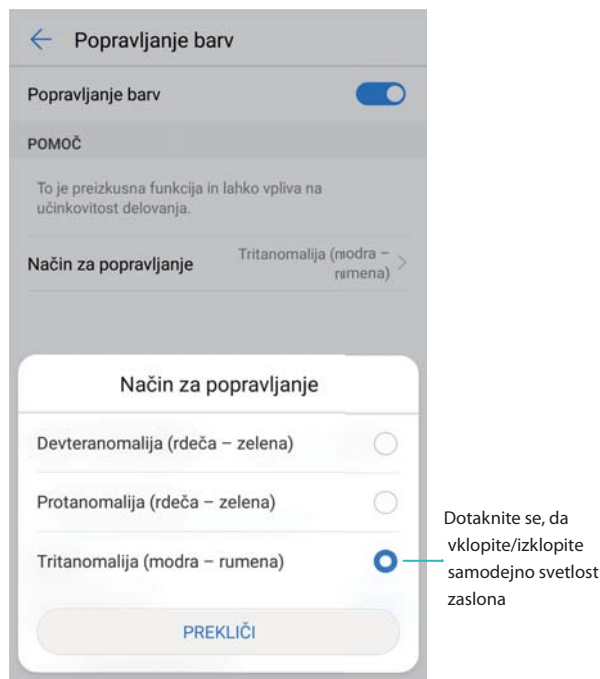 Popravljanje barv
Popravljanje barv
POMOČ
To je preizkusna funkcija in lahko vpliva na
učinkovitost delovanja.
Način za popravljanje
Tritanomalija (modra –
rumena)
Način za popravljanje
Devteranomalija (rdeča – zelena)
Protanomalija (rdeča – zelena)
Tritanomalija (modra – rumena)
PREKLIČI
Dotaknite se, da
vklopite/izklopite
samodejno svetlost
zaslona